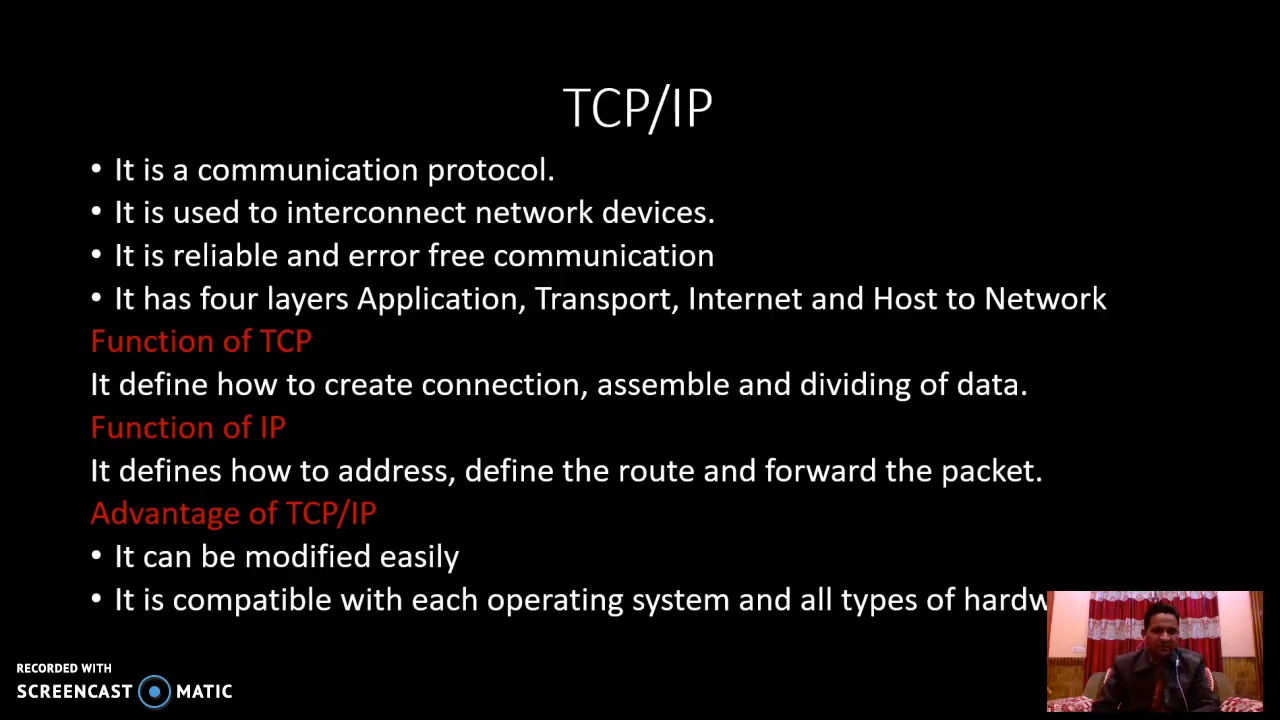 TCP/IP
• It is a communication protocol.
• It is used to interconnect network devices.
• It is reliable and error free communication
• It has four layers Application, Transport, Internet and Host to Network
Function of TCP
It define how to create connection, assemble and dividing of data.
Function of IP
It defines how to address, define the route and forward the packet.
Advantage of TCP/IP
• It can be modified easily
• It is compatible with each operating system and all types of
RECORDED WITH
SCREENCAST MATIC